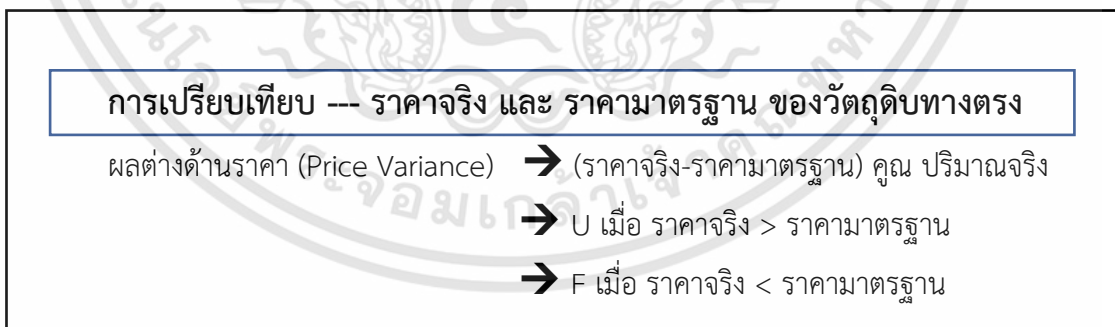 การเปรียบเทียบ --- ราคาจริง และ ราคามาตรฐาน ของวัตถุดิบทางตรง
ผลต่างด้านราคา (Price Variance) ➔ (ราคาจริง-ราคามาตรฐาน) คูณ ปริมาณจริง
➔ U เมื่อ ราคาจริง > ราคามาตรฐาน
➔ F เมื่อ ราคาจริง < ราคามาตรฐาน